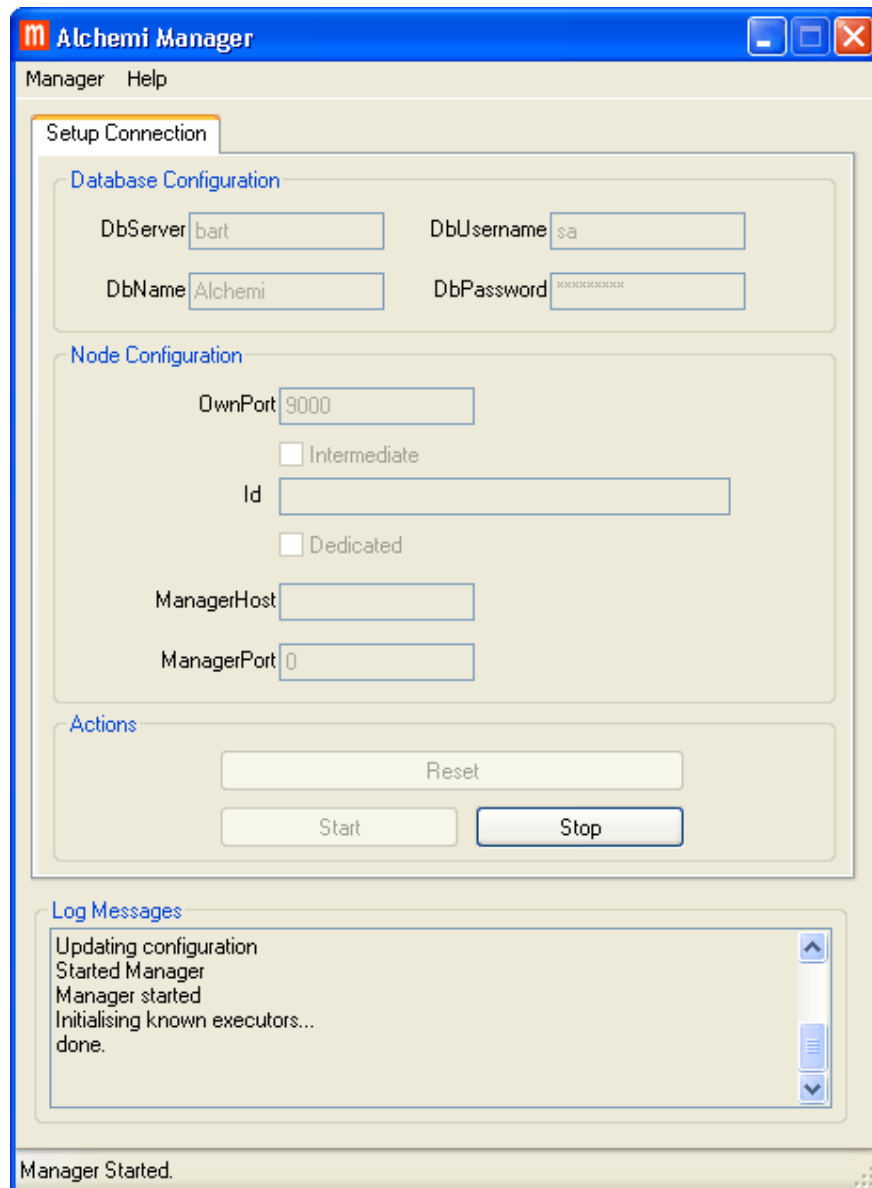 m Alchemi Manager
Manager Help
Setup Connection
Database Configuration
DbServer bart DbUsername sa
DbName Alchemi DbPassword *********
Node Configuration
OwnPort 9000
Intermediate
Id
Dedicated
ManagerHost
ManagerPort 0
Actions
Reset
Start Stop
Log Messages
Updating configuration
Started Manager
Manager started
Initialising known executors...
done.
Manager Started.